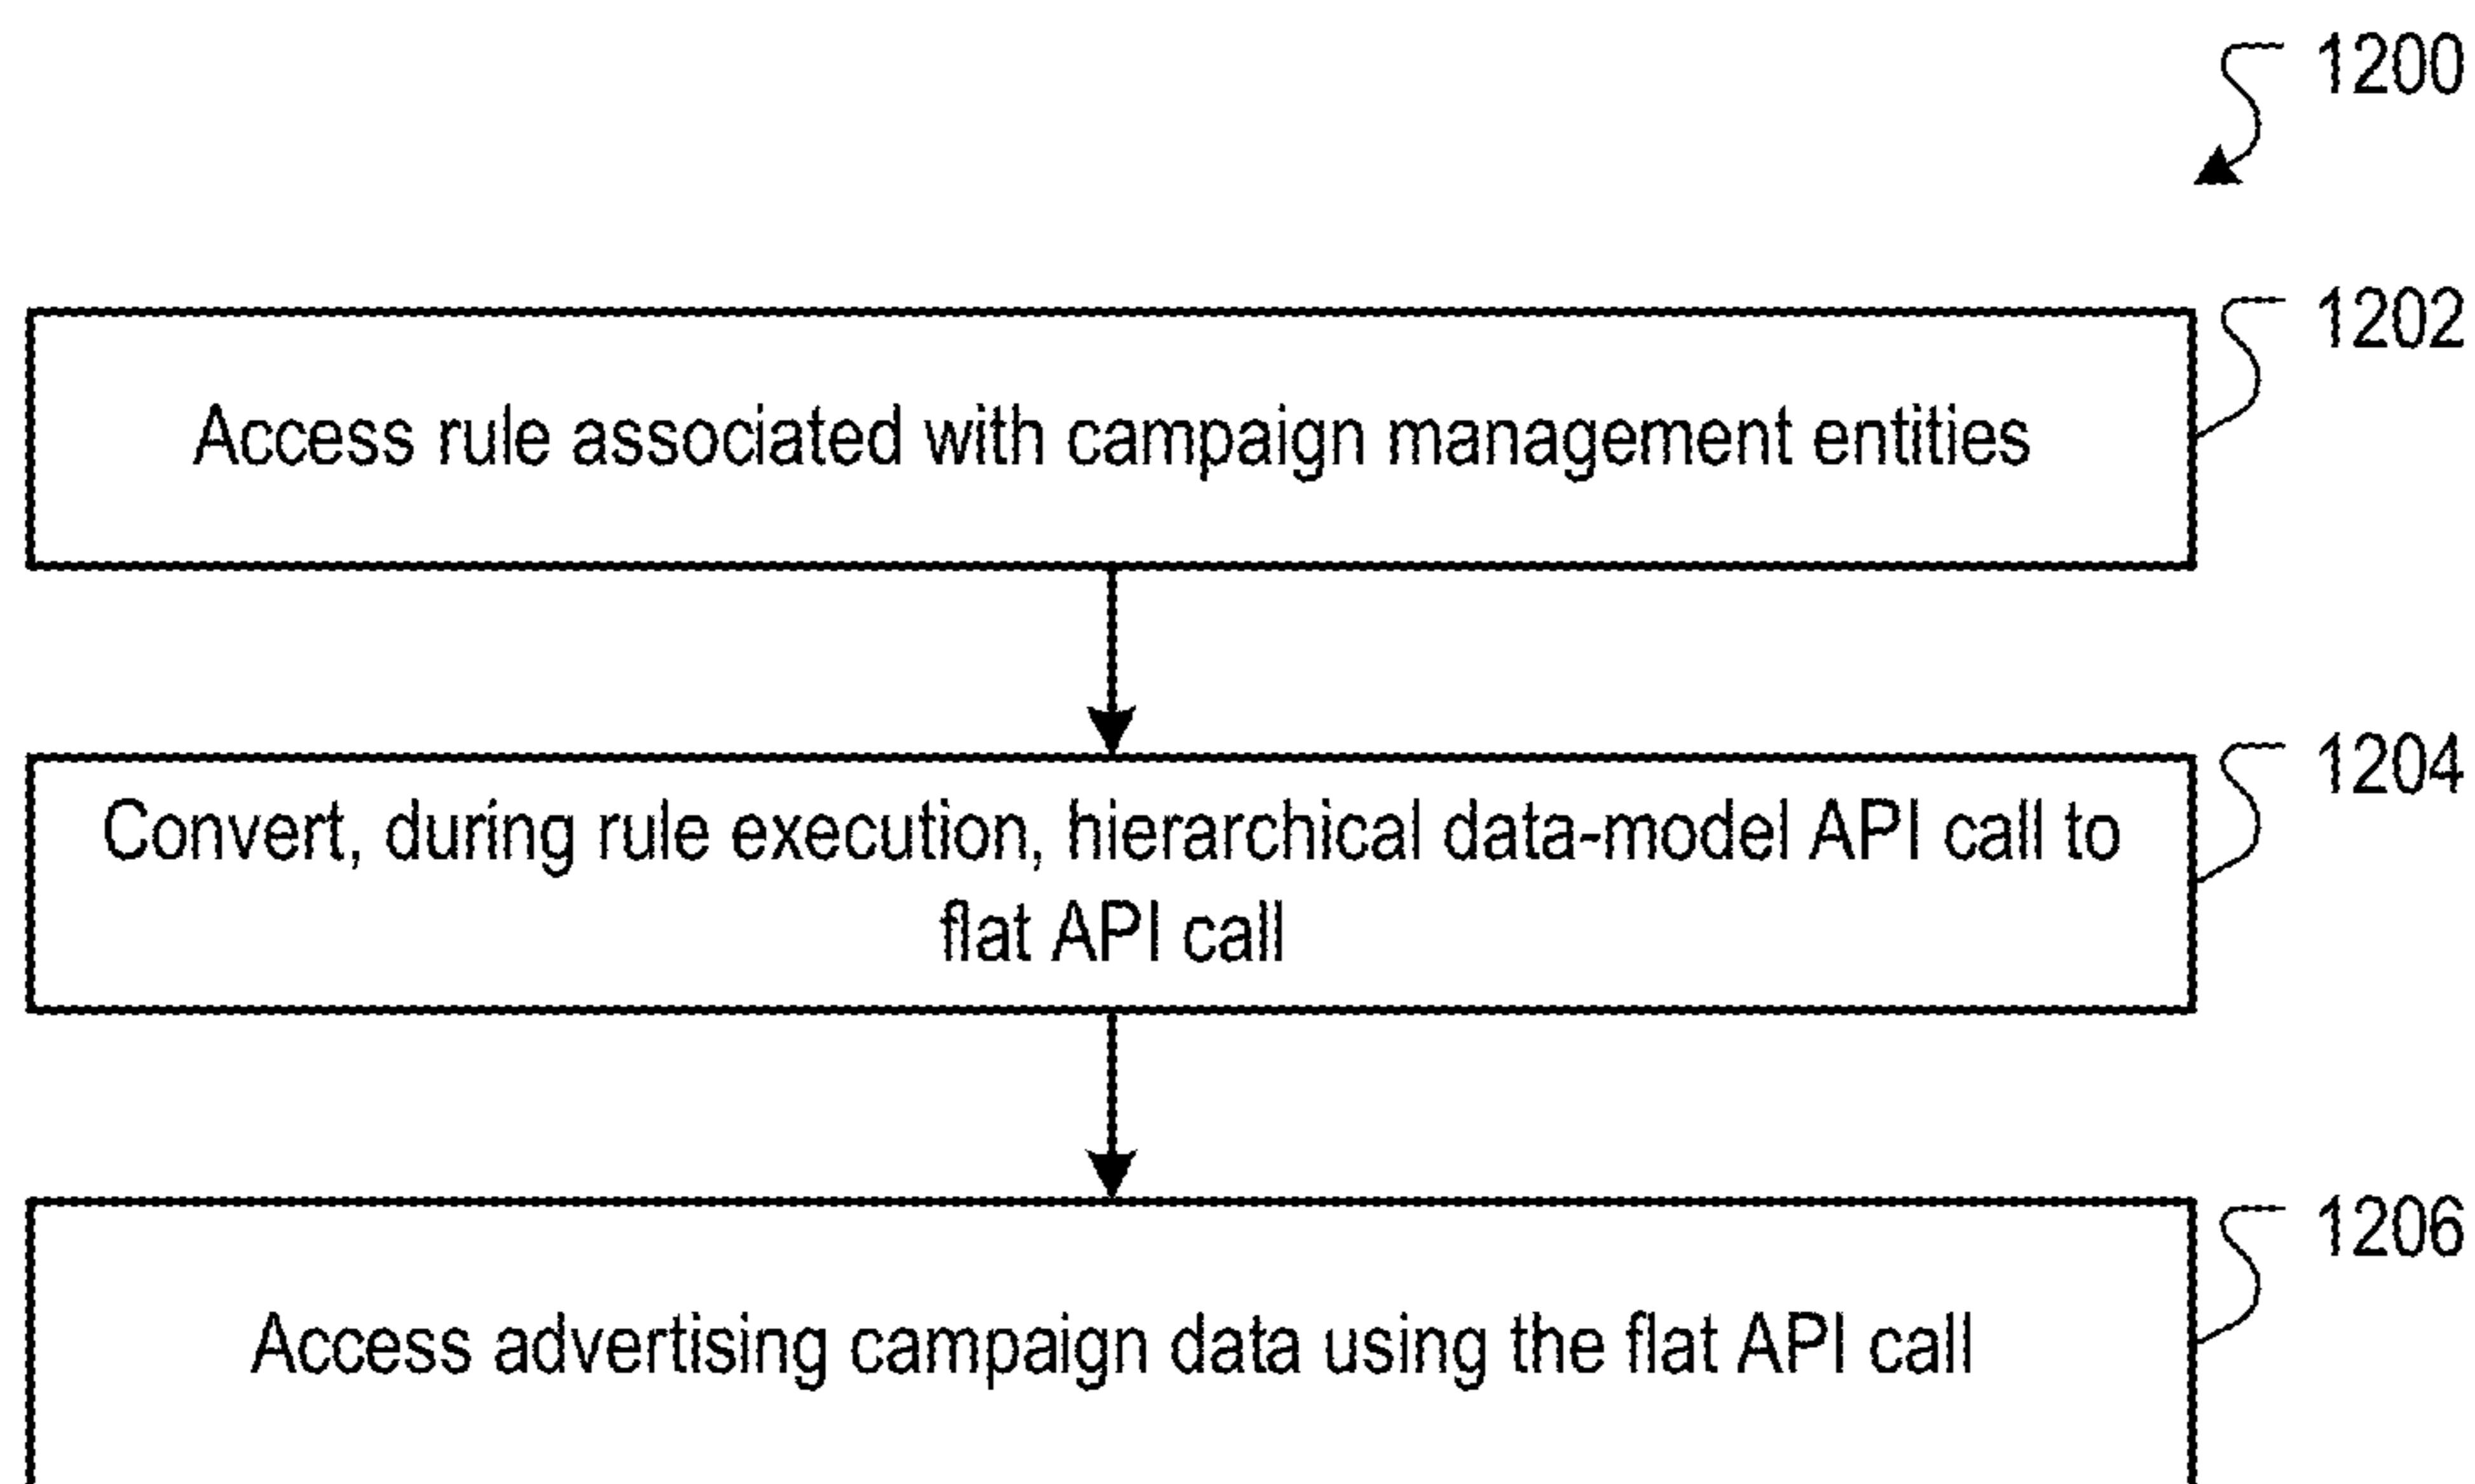 1200
1202
Access rule associated with campaign management entities
1204
Convert, during rule execution, hierarchical data-model API call to
flat API call
1206
Access advertising campaign data using the flat API call